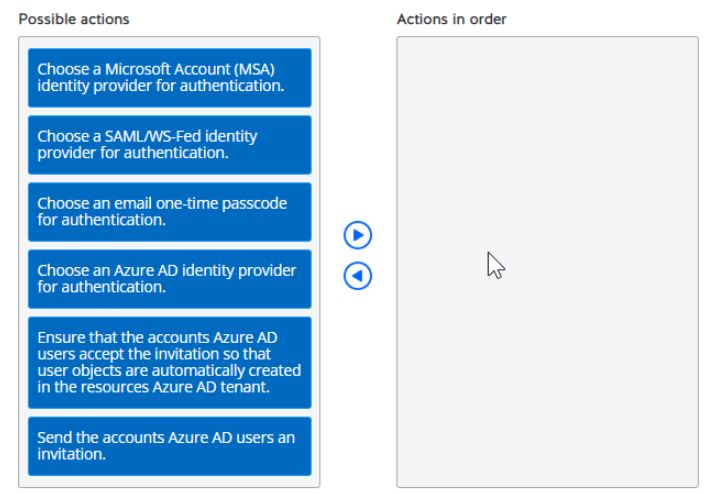 Possible actions
Actions in order
Choose a Microsoft Account (MSA)
identity provider for authentication.
Choose a SAML/WS-Fed identity
provider for authentication.
Choose an email one-time passcode
for authentication.
Choose an Azure AD identity provider
for authentication.
Ensure that the accounts Azure AD
users accept the invitation so that
user objects are automatically created
in the resources Azure AD tenant.
Send the accounts Azure AD users an
invitation.